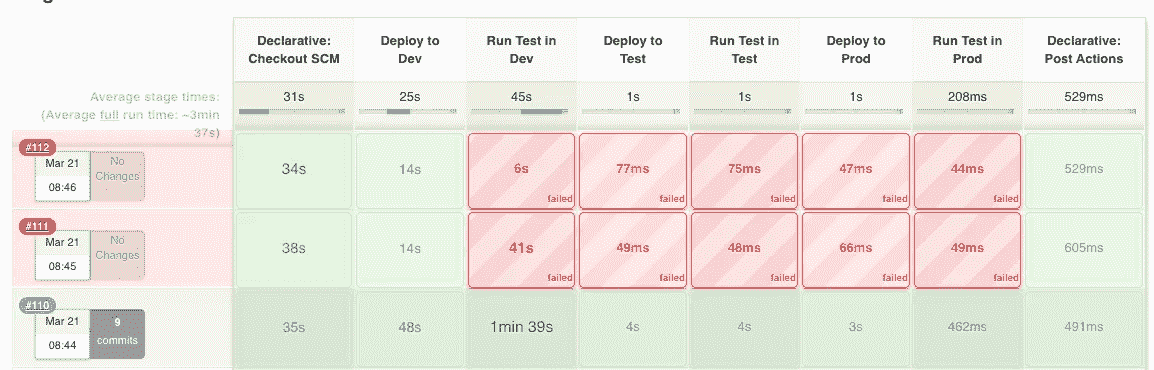 Declarative: Checkout SCM
Deploy to Dev
Run Test in Dev
Deploy to Test
Run Test in Test
Deploy to Prod
Run Test in Prod
Declarative: Post Actions
Average stage times:
(Average full run time: ~3min 37s)
31s
25s
45s
1s
1s
1s
208ms
529ms
#112
Mar 21
08:46
No Changes
34s
14s
6s
failed
77ms
failed
75ms
failed
47ms
failed
44ms
failed
529ms
#111
Mar 21
08:45
No Changes
38s
14s
41s
failed
49ms
failed
48ms
failed
66ms
failed
49ms
failed
605ms
#110
Mar 21
08:44
9 commits
35s
48s
1min 39s
4s
4s
3s
462ms
491ms